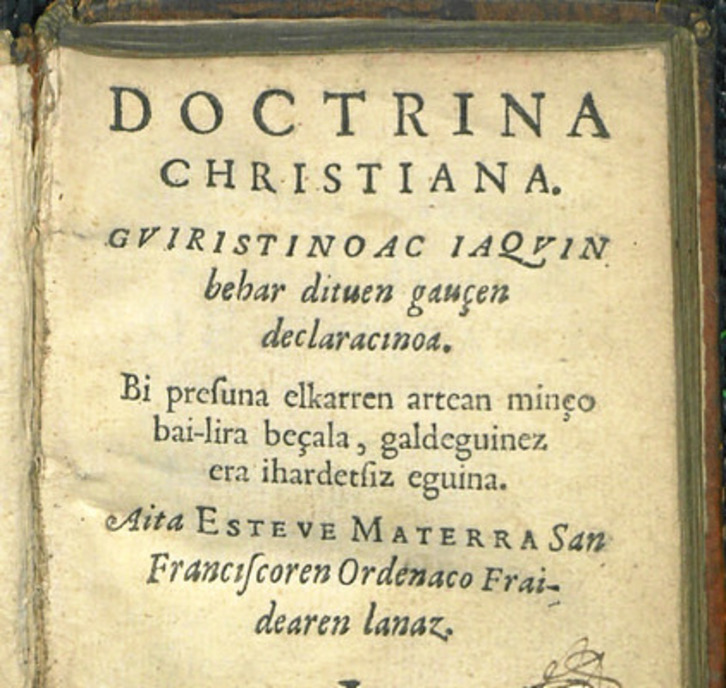 DOCTRINA
CHRISTIANA.
GVIRISTINOAC IAQVIN
behar dituen gauçen
declaracinoa.
Bi preſuna elkarren artean minço
bai-lira beçala, galdeguinez
era ihardetſiz eguina.
Aita ESTEVE MATERRA San
Franciſcoren Ordenaco Frai-
dearen lanaz.